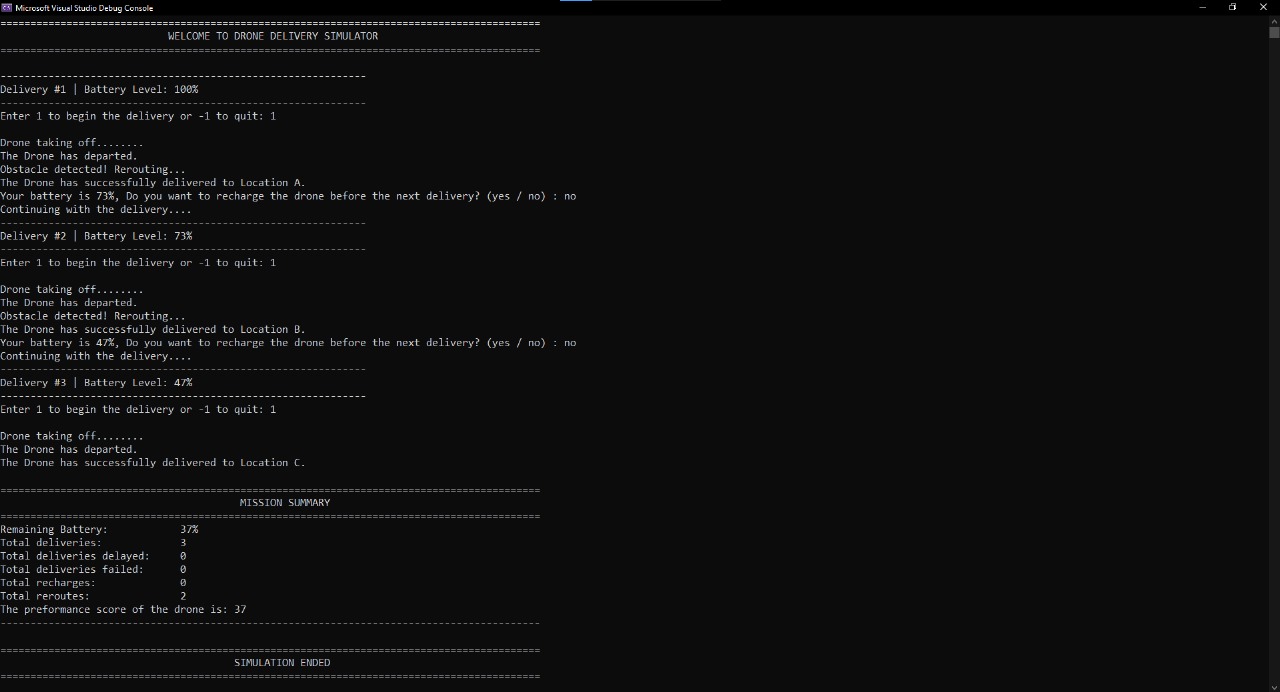 Microsoft Visual Studio Debug Console
==========================================================================================
WELCOME TO DRONE DELIVERY SIMULATOR
==========================================================================================
-------------------------------------------------------------
Delivery #1 | Battery Level: 100%
-------------------------------------------------------------
Enter 1 to begin the delivery or -1 to quit: 1
Drone taking off........
The Drone has departed.
Obstacle detected! Rerouting...
The Drone has successfully delivered to Location A.
Your battery is 73%, Do you want to recharge the drone before the next delivery? (yes / no) : no
Continuing with the delivery....
-------------------------------------------------------------
Delivery #2 | Battery Level: 73%
-------------------------------------------------------------
Enter 1 to begin the delivery or -1 to quit: 1
Drone taking off........
The Drone has departed.
Obstacle detected! Rerouting...
The Drone has successfully delivered to Location B.
Your battery is 47%, Do you want to recharge the drone before the next delivery? (yes / no) : no
Continuing with the delivery....
-------------------------------------------------------------
Delivery #3 | Battery Level: 47%
-------------------------------------------------------------
Enter 1 to begin the delivery or -1 to quit: 1
Drone taking off........
The Drone has departed.
The Drone has successfully delivered to Location C.
==========================================================================================
MISSION SUMMARY
==========================================================================================
Remaining Battery: 37%
Total deliveries: 3
Total deliveries delayed: 0
Total deliveries failed: 0
Total recharges: 0
Total reroutes: 2
The preformance score of the drone is: 37
------------------------------------------------------------------------------------------
==========================================================================================
SIMULATION ENDED
==========================================================================================